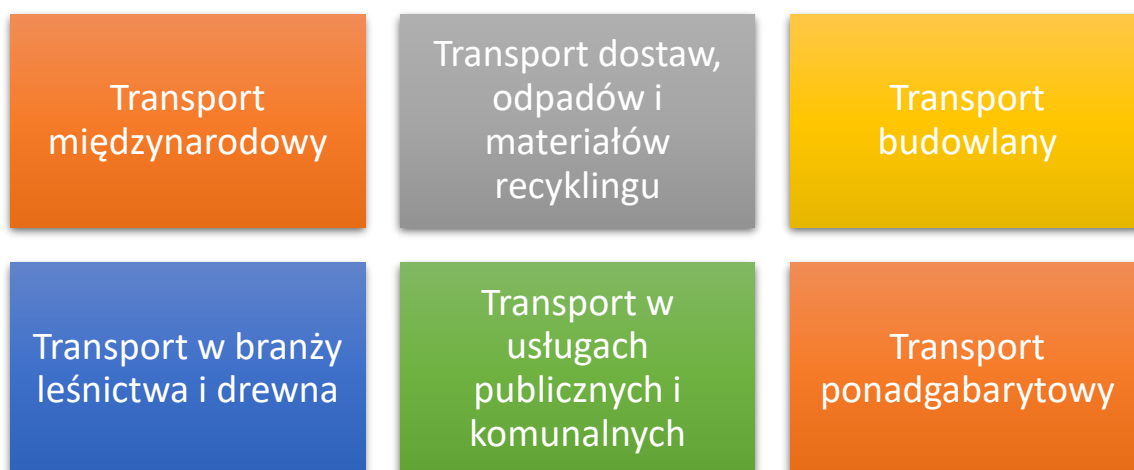 Transport
międzynarodowy
Transport dostaw,
odpadów i
materiałów
recyklingu
Transport
budowlany
Transport w branży
leśnictwa i drewna
Transport w
usługach
publicznych i
komunalnych
Transport
ponadgabarytowy